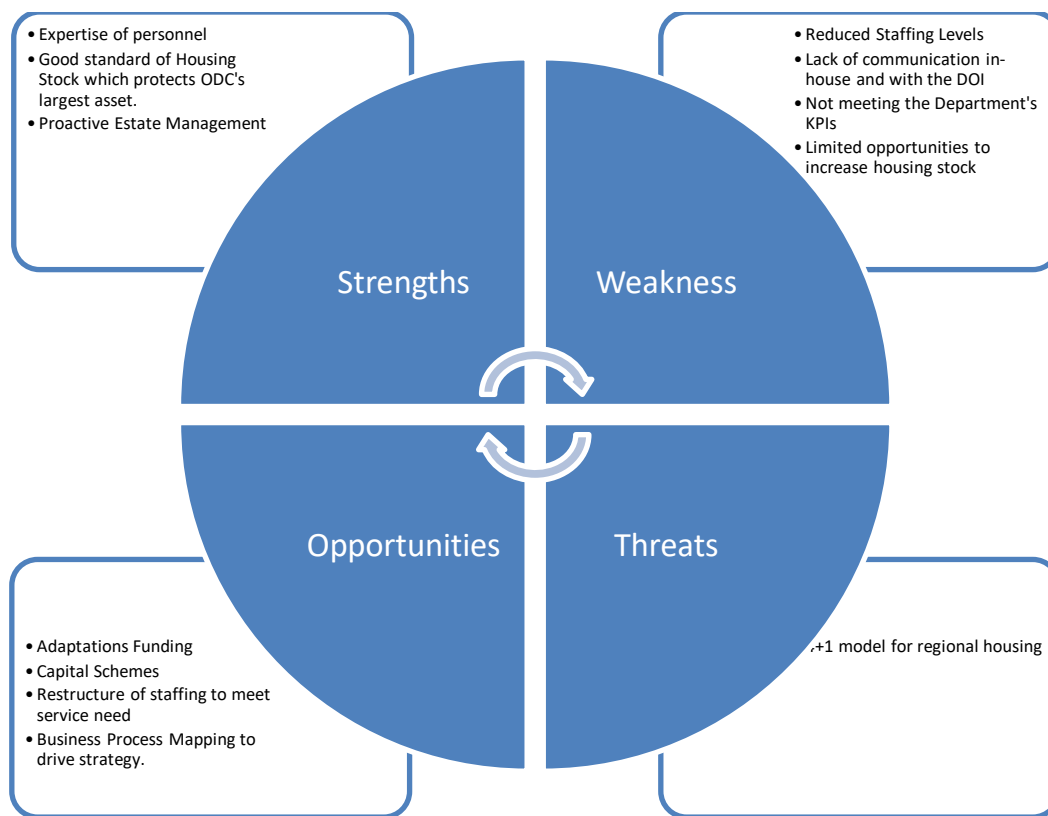 • Expertise of personnel
• Good standard of Housing
Stock which protects ODC's
largest asset.
• Proactive Estate Management
• Reduced Staffing Levels
• Lack of communication in-
house and with the DOI
• Not meeting the Department's
KPIs
• Limited opportunities to
increase housing stock
Strengths
Weakness
Opportunities
Threats
• Adaptations Funding
• Capital Schemes
• Restructure of staffing to meet
service need
• Business Process Mapping to
drive strategy.
+1 model for regional housing